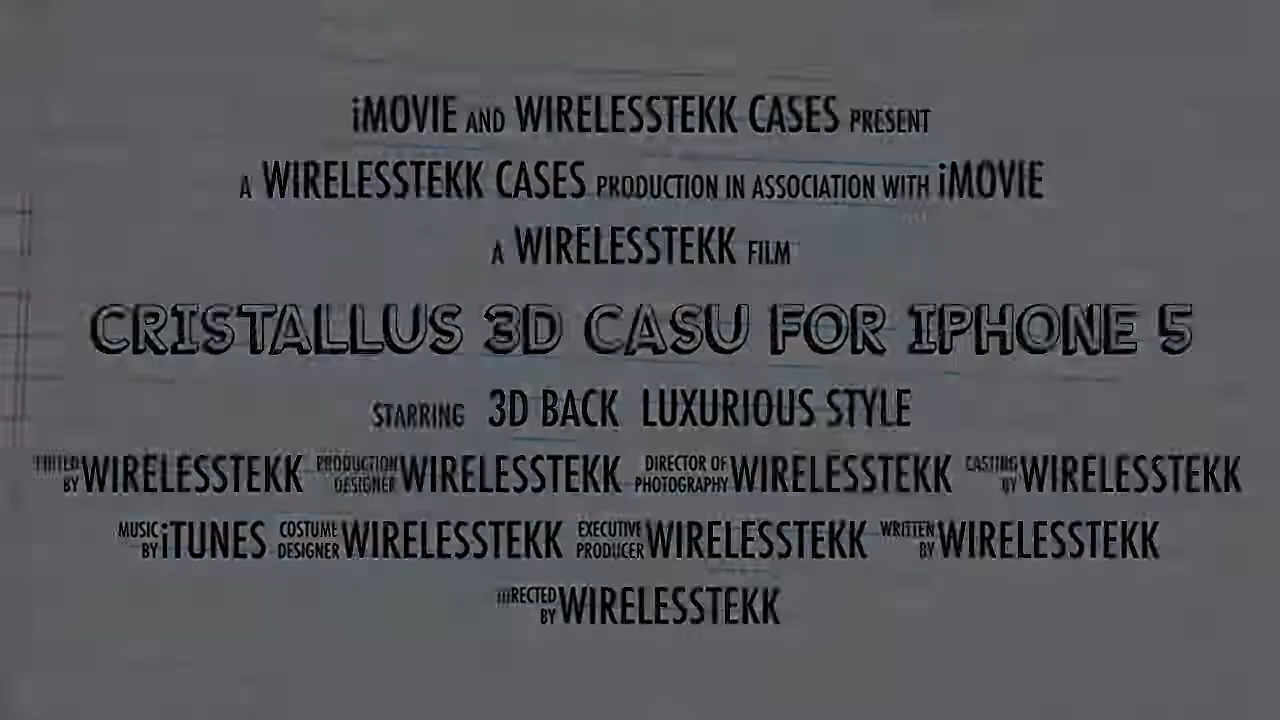 iMOVIE AND WIRELESSTEKK CASES PRESENT
A WIRELESSTEKK CASES PRODUCTION IN ASSOCIATION WITH iMOVIE
A WIRELESSTEKK FILM
CRISTALLUS 3D CASU FOR IPHONE 5
STARRING 3D BACK LUXURIOUS STYLE
EDITED BY WIRELESSTEKK PRODUCTION DESIGNER WIRELESSTEKK DIRECTOR OF PHOTOGRAPHY WIRELESSTEKK CASTING BY WIRELESSTEKK
MUSIC BY iTUNES COSTUME DESIGNER WIRELESSTEKK EXECUTIVE PRODUCER WIRELESSTEKK WRITTEN BY WIRELESSTEKK
DIRECTED BY WIRELESSTEKK